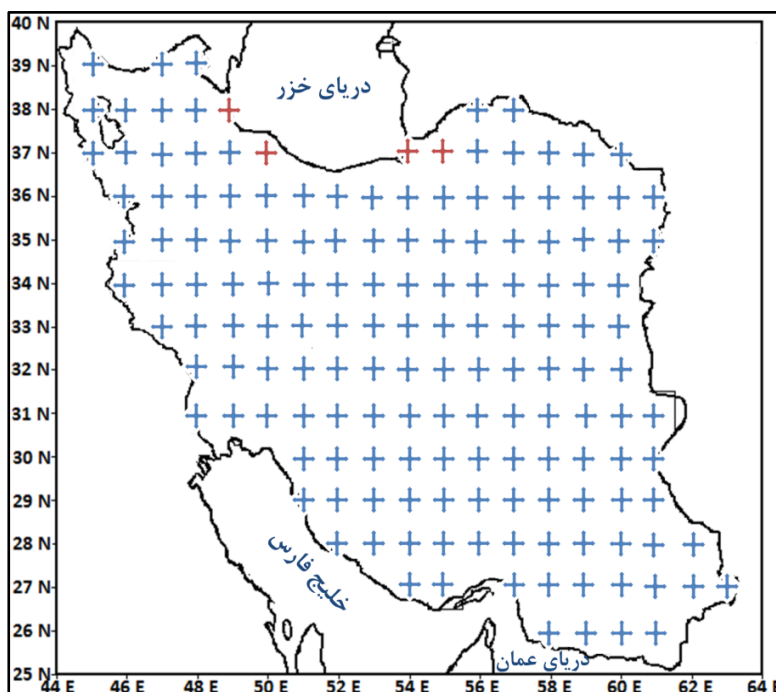 40 N
39 N
38 N
37 N
36 N
35 N
34 N
33 N
32 N
31 N
30 N
29 N
28 N
27 N
26 N
25 N
دریای خزر
خلیج فارس
دریای عمان
44 E 46 E 48 E 50 E 52 E 54 E 56 E 58 E 60 E 62 E 64 E